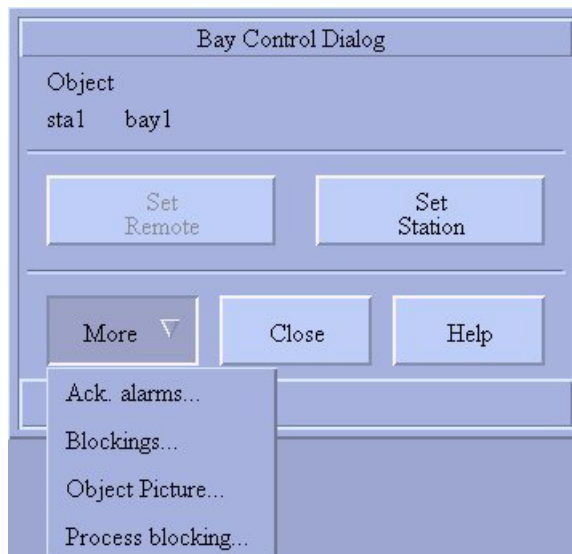 Bay Control Dialog
Object
sta1 bay1
Set
Remote
Set
Station
More
Close
Help
Ack. alarms...
Blockings...
Object Picture...
Process blocking...